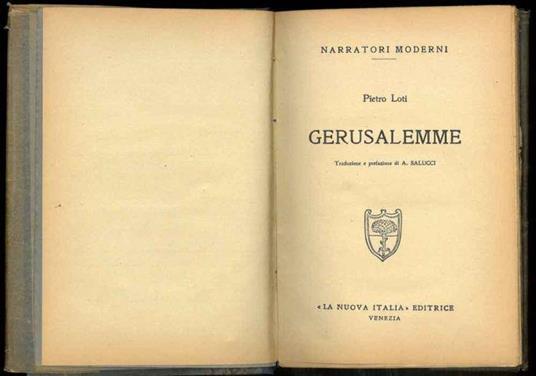 NARRATORI MODERNI
Pietro Loti
GERUSALEMME
Traduzione e prefazione di A. SALUCCI
«LA NUOVA ITALIA» EDITRICE
VENEZIA